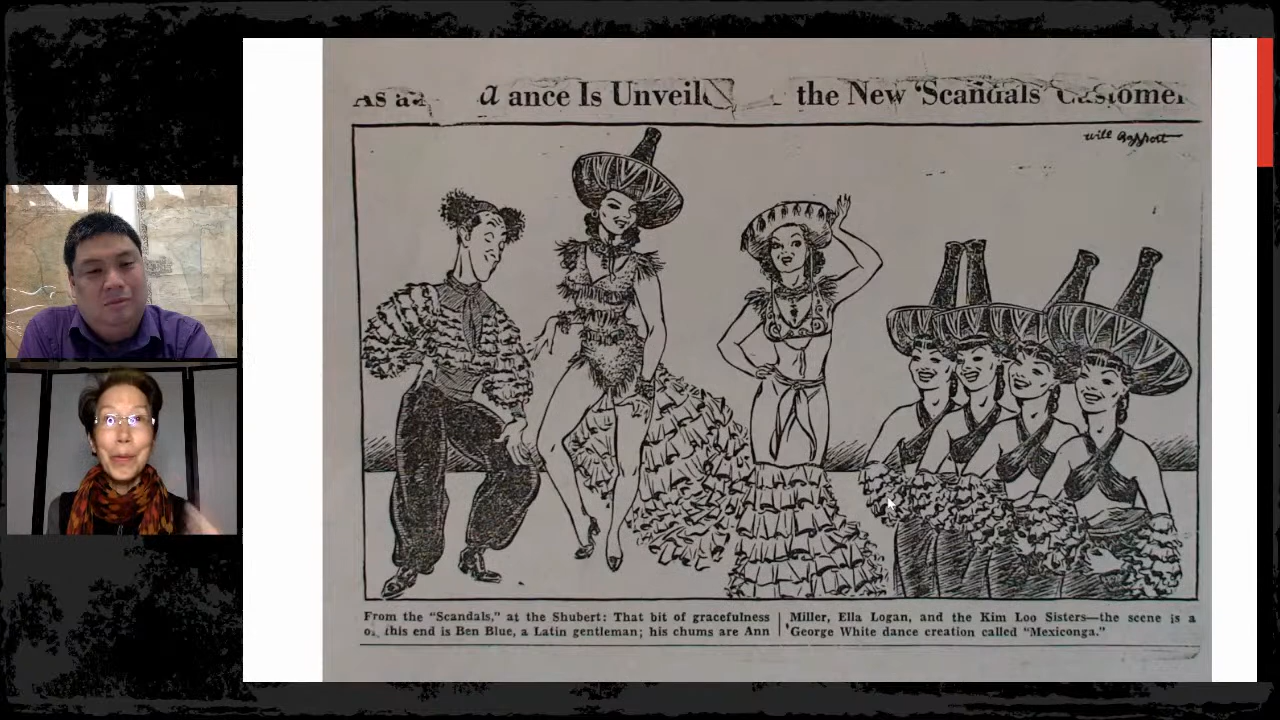 ance Is Unveil the New 'Scandals'
From the "Scandals," at the Shubert: That bit of gracefulness
this end is Ben Blue, a Latin gentleman; his chums are Ann
Miller, Ella Logan, and the Kim Loo Sisters—the scene is a
George White dance creation called "Mexiconga."